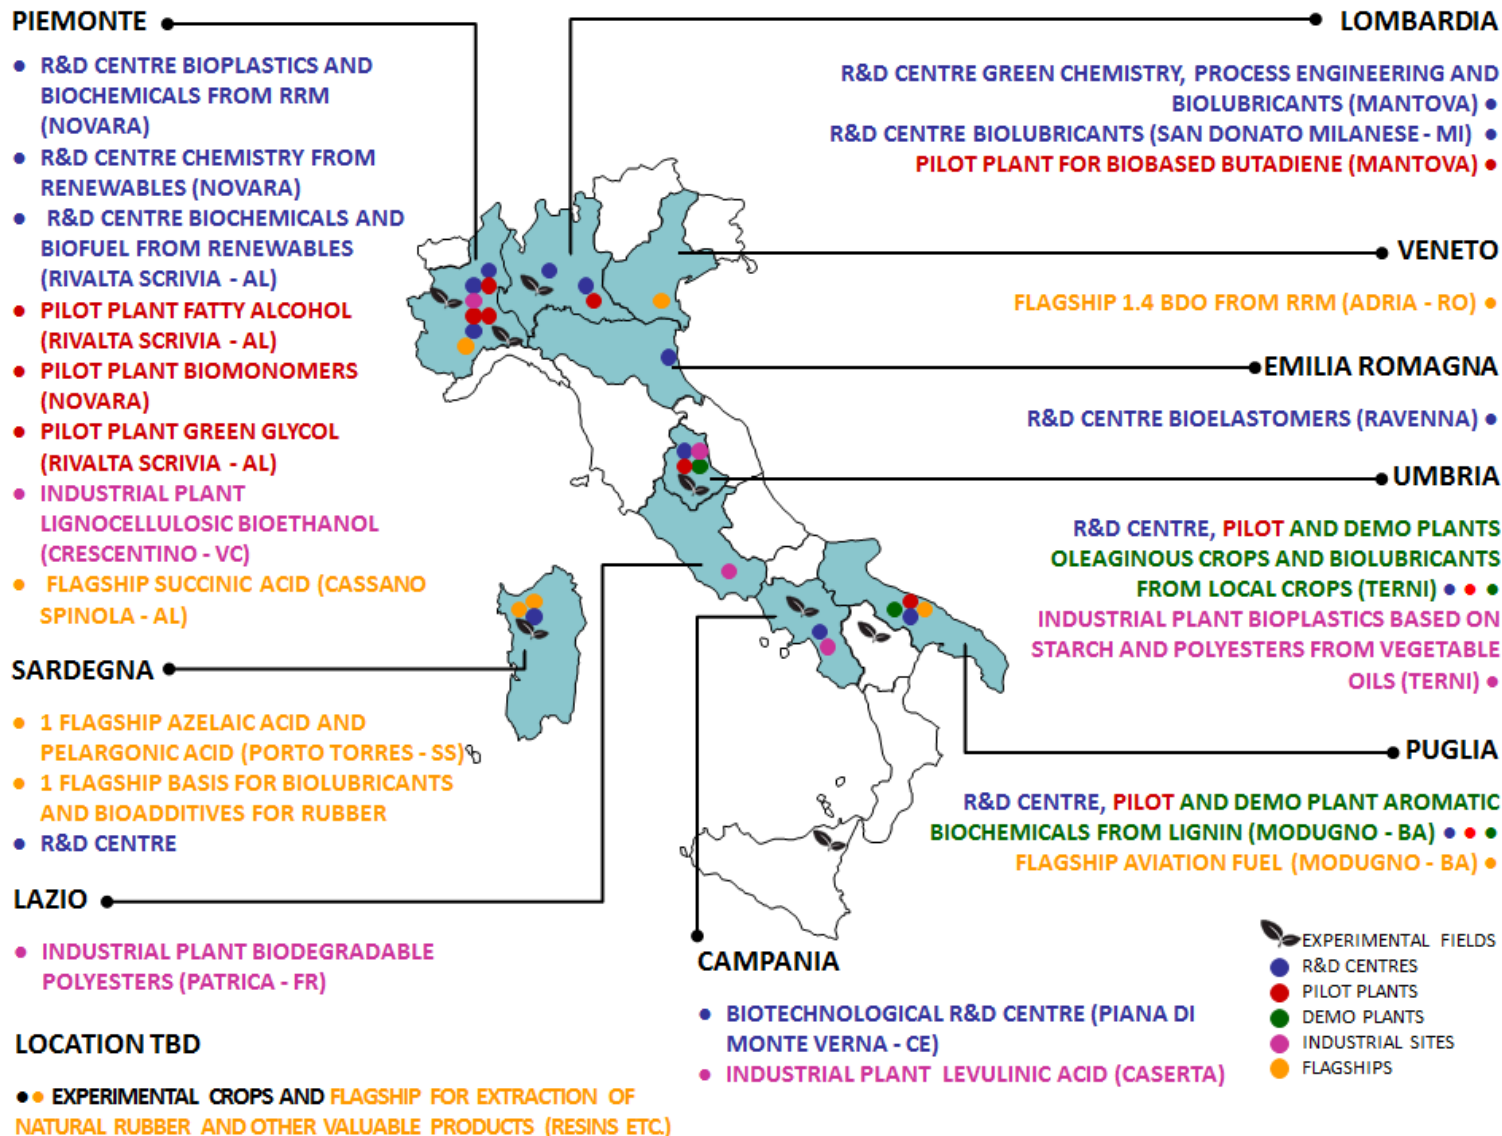 PIEMONTE
R&D CENTRE BIOPLASTICS AND
BIOCHEMICALS FROM RRM
(NOVARA)
R&D CENTRE CHEMISTRY FROM
RENEWABLES (NOVARA)
R&D CENTRE BIOCHEMICALS AND
BIOFUEL FROM RENEWABLES
(RIVALTA SCRIVIA - AL)
PILOT PLANT FATTY ALCOHOL
(RIVALTA SCRIVIA - AL)
PILOT PLANT BIOMONOMERS
(NOVARA)
PILOT PLANT GREEN GLYCOL
(RIVALTA SCRIVIA - AL)
INDUSTRIAL PLANT
LIGNOCELLULOSIC BIOETHANOL
(CRESCENTINO - VC)
FLAGSHIP SUCCINIC ACID (CASSANO
SPINOLA - AL)
SARDEGNA
1 FLAGSHIP AZELAIC ACID AND
PELARGONIC ACID (PORTO TORRES - SS)
1 FLAGSHIP BASIS FOR BIOLUBRICANTS
AND BIOADDITIVES FOR RUBBER
R&D CENTRE
LAZIO
INDUSTRIAL PLANT BIODEGRADABLE
POLYESTERS (PATRICA - FR)
LOCATION TBD
EXPERIMENTAL CROPS AND FLAGSHIP FOR EXTRACTION OF
NATURAL RUBBER AND OTHER VALUABLE PRODUCTS (RESINS ETC.)
LOMBARDIA
R&D CENTRE GREEN CHEMISTRY, PROCESS ENGINEERING AND
BIOLUBRICANTS (MANTOVA)
R&D CENTRE BIOLUBRICANTS (SAN DONATO MILANESE - MI)
PILOT PLANT FOR BIOBASED BUTADIENE (MANTOVA)
VENETO
FLAGSHIP 1.4 BDO FROM RRM (ADRIA - RO)
EMILIA ROMAGNA
R&D CENTRE BIOELASTOMERS (RAVENNA)
UMBRIA
R&D CENTRE, PILOT AND DEMO PLANTS
OLEAGINOUS CROPS AND BIOLUBRICANTS
FROM LOCAL CROPS (TERNI)
INDUSTRIAL PLANT BIOPLASTICS BASED ON
STARCH AND POLYESTERS FROM VEGETABLE
OILS (TERNI)
PUGLIA
R&D CENTRE, PILOT AND DEMO PLANT AROMATIC
BIOCHEMICALS FROM LIGNIN (MODUGNO - BA)
FLAGSHIP AVIATION FUEL (MODUGNO - BA)
CAMPANIA
BIOTECHNOLOGICAL R&D CENTRE (PIANA DI
MONTE VERNA - CE)
INDUSTRIAL PLANT LEVULINIC ACID (CASERTA)
EXPERIMENTAL FIELDS
R&D CENTRES
PILOT PLANTS
DEMO PLANTS
INDUSTRIAL SITES
FLAGSHIPS